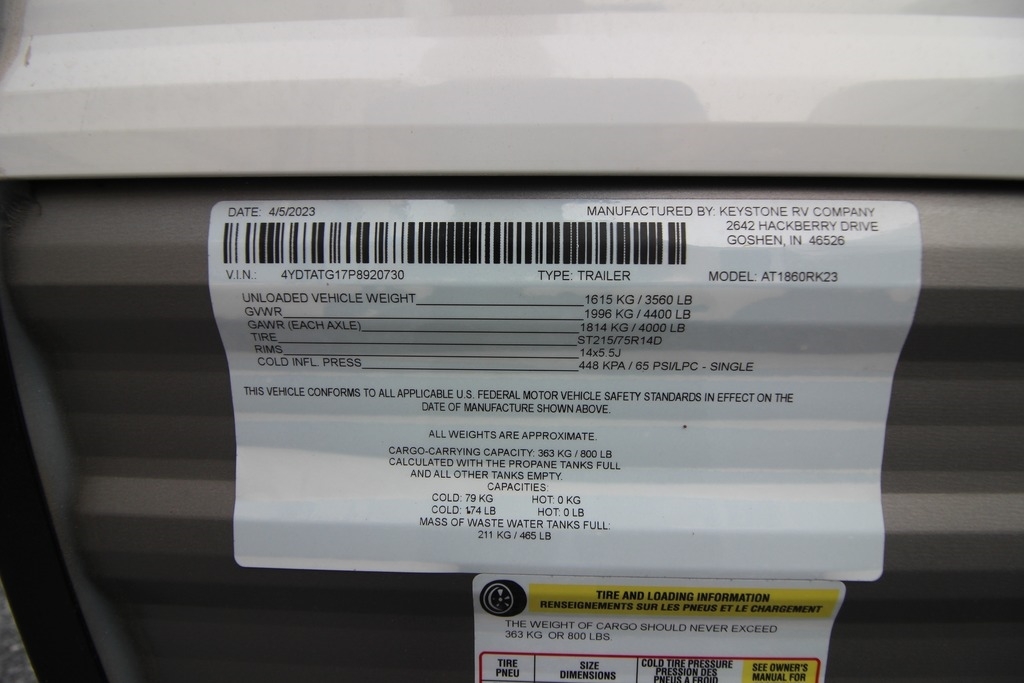 DATE: 4/5/2023 MANUFACTURED BY: KEYSTONE RV COMPANY
2642 HACKBERRY DRIVE
GOSHEN, IN 46526
V.I.N.: 4YDTATG17P8920730 TYPE: TRAILER MODEL: AT1860RK23
UNLOADED VEHICLE WEIGHT 1615 KG / 3560 LB
GVWR 1996 KG / 4400 LB
GAWR (EACH AXLE) 1814 KG / 4000 LB
TIRE ST215/75R14D
RIMS 14x5.5J
COLD INFL. PRESS 448 KPA / 65 PSI/LPC - SINGLE
THIS VEHICLE CONFORMS TO ALL APPLICABLE U.S. FEDERAL MOTOR VEHICLE SAFETY STANDARDS IN EFFECT ON THE
DATE OF MANUFACTURE SHOWN ABOVE.
ALL WEIGHTS ARE APPROXIMATE.
CARGO-CARRYING CAPACITY: 363 KG / 800 LB
CALCULATED WITH THE PROPANE TANKS FULL
AND ALL OTHER TANKS EMPTY.
CAPACITIES:
COLD: 79 KG HOT: 0 KG
COLD: 174 LB HOT: 0 LB
MASS OF WASTE WATER TANKS FULL:
211 KG / 465 LB
TIRE AND LOADING INFORMATION
RENSEIGNEMENTS SUR LES PNEUS ET LE CHARGEMENT
THE WEIGHT OF CARGO SHOULD NEVER EXCEED
363 KG OR 800 LBS.
TIRE SIZE COLD TIRE PRESSURE SEE OWNER'S
PNEU DIMENSIONS PRESSION DES MANUAL FOR
PNEUS A FROID